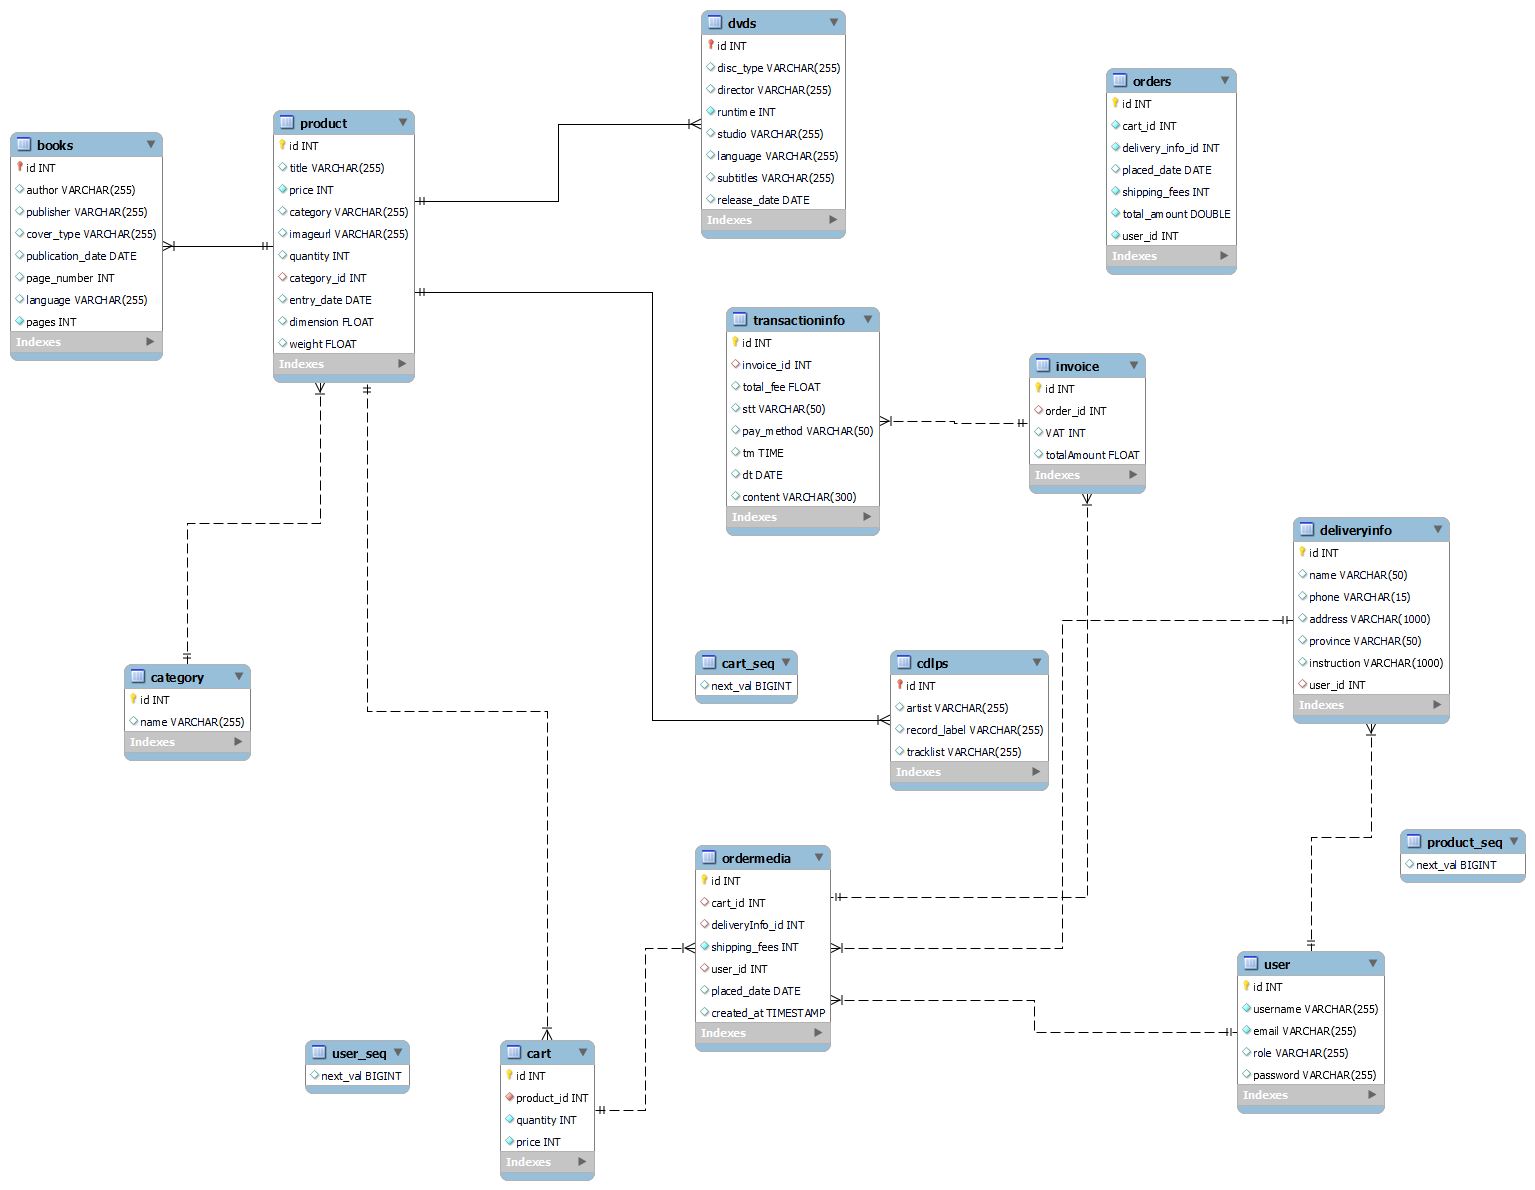 dvds
id INT
disc_type VARCHAR(255)
director VARCHAR(255)
runtime INT
studio VARCHAR(255)
language VARCHAR(255)
subtitles VARCHAR(255)
release_date DATE
Indexes
orders
id INT
cart_id INT
delivery_info_id INT
placed_date DATE
shipping_fees INT
total_amount DOUBLE
user_id INT
Indexes
product
id INT
title VARCHAR(255)
price INT
category VARCHAR(255)
imageurl VARCHAR(255)
quantity INT
category_id INT
entry_date DATE
dimension FLOAT
weight FLOAT
Indexes
books
id INT
author VARCHAR(255)
publisher VARCHAR(255)
cover_type VARCHAR(255)
publication_date DATE
page_number INT
language VARCHAR(255)
pages INT
Indexes
transactioninfo
id INT
invoice_id INT
total_fee FLOAT
stt VARCHAR(50)
pay_method VARCHAR(50)
tm TIME
dt DATE
content VARCHAR(300)
Indexes
invoice
id INT
order_id INT
VAT INT
totalAmount FLOAT
Indexes
deliveryinfo
id INT
name VARCHAR(50)
phone VARCHAR(15)
address VARCHAR(1000)
province VARCHAR(50)
instruction VARCHAR(1000)
user_id INT
Indexes
category
id INT
name VARCHAR(255)
Indexes
cart_seq
next_val BIGINT
cdlps
id INT
artist VARCHAR(255)
record_label VARCHAR(255)
tracklist VARCHAR(255)
Indexes
product_seq
next_val BIGINT
ordermedia
id INT
cart_id INT
deliveryInfo_id INT
shipping_fees INT
user_id INT
placed_date DATE
created_at TIMESTAMP
Indexes
user
id INT
username VARCHAR(255)
email VARCHAR(255)
role VARCHAR(255)
password VARCHAR(255)
Indexes
user_seq
next_val BIGINT
cart
id INT
product_id INT
quantity INT
price INT
Indexes